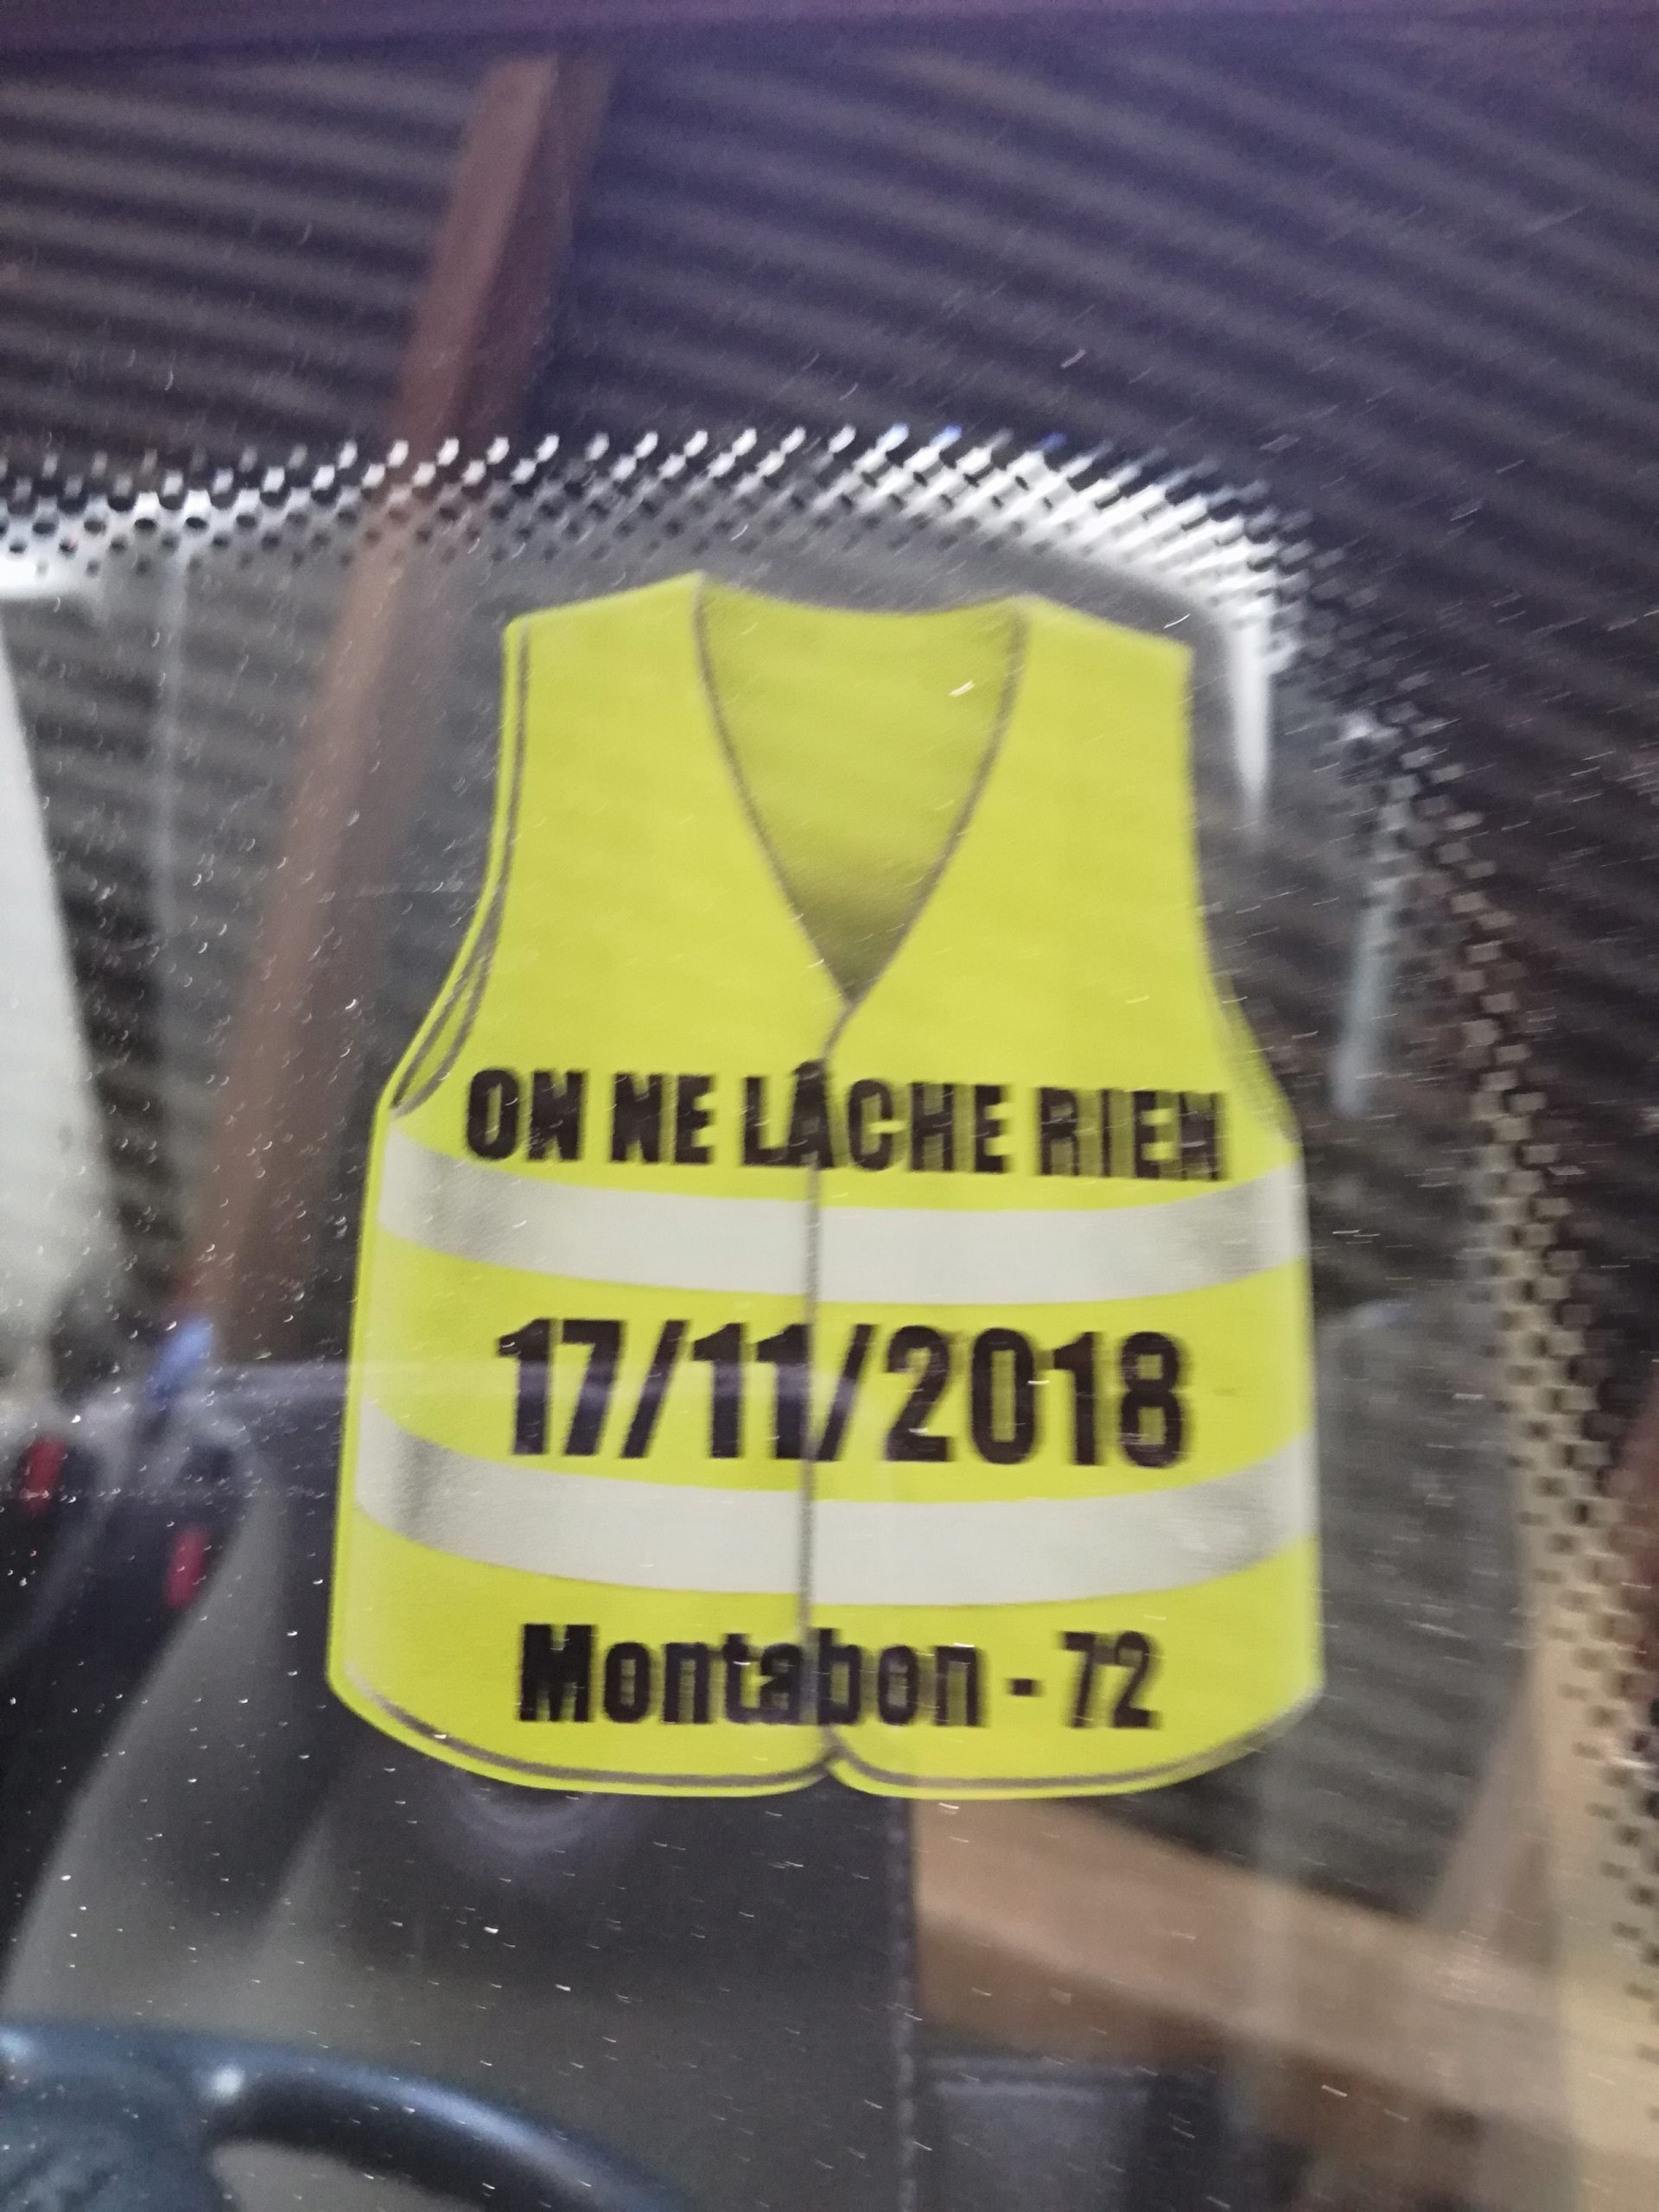 ON NE LÂCHE RIEN
17/11/2018
Montabon - 72